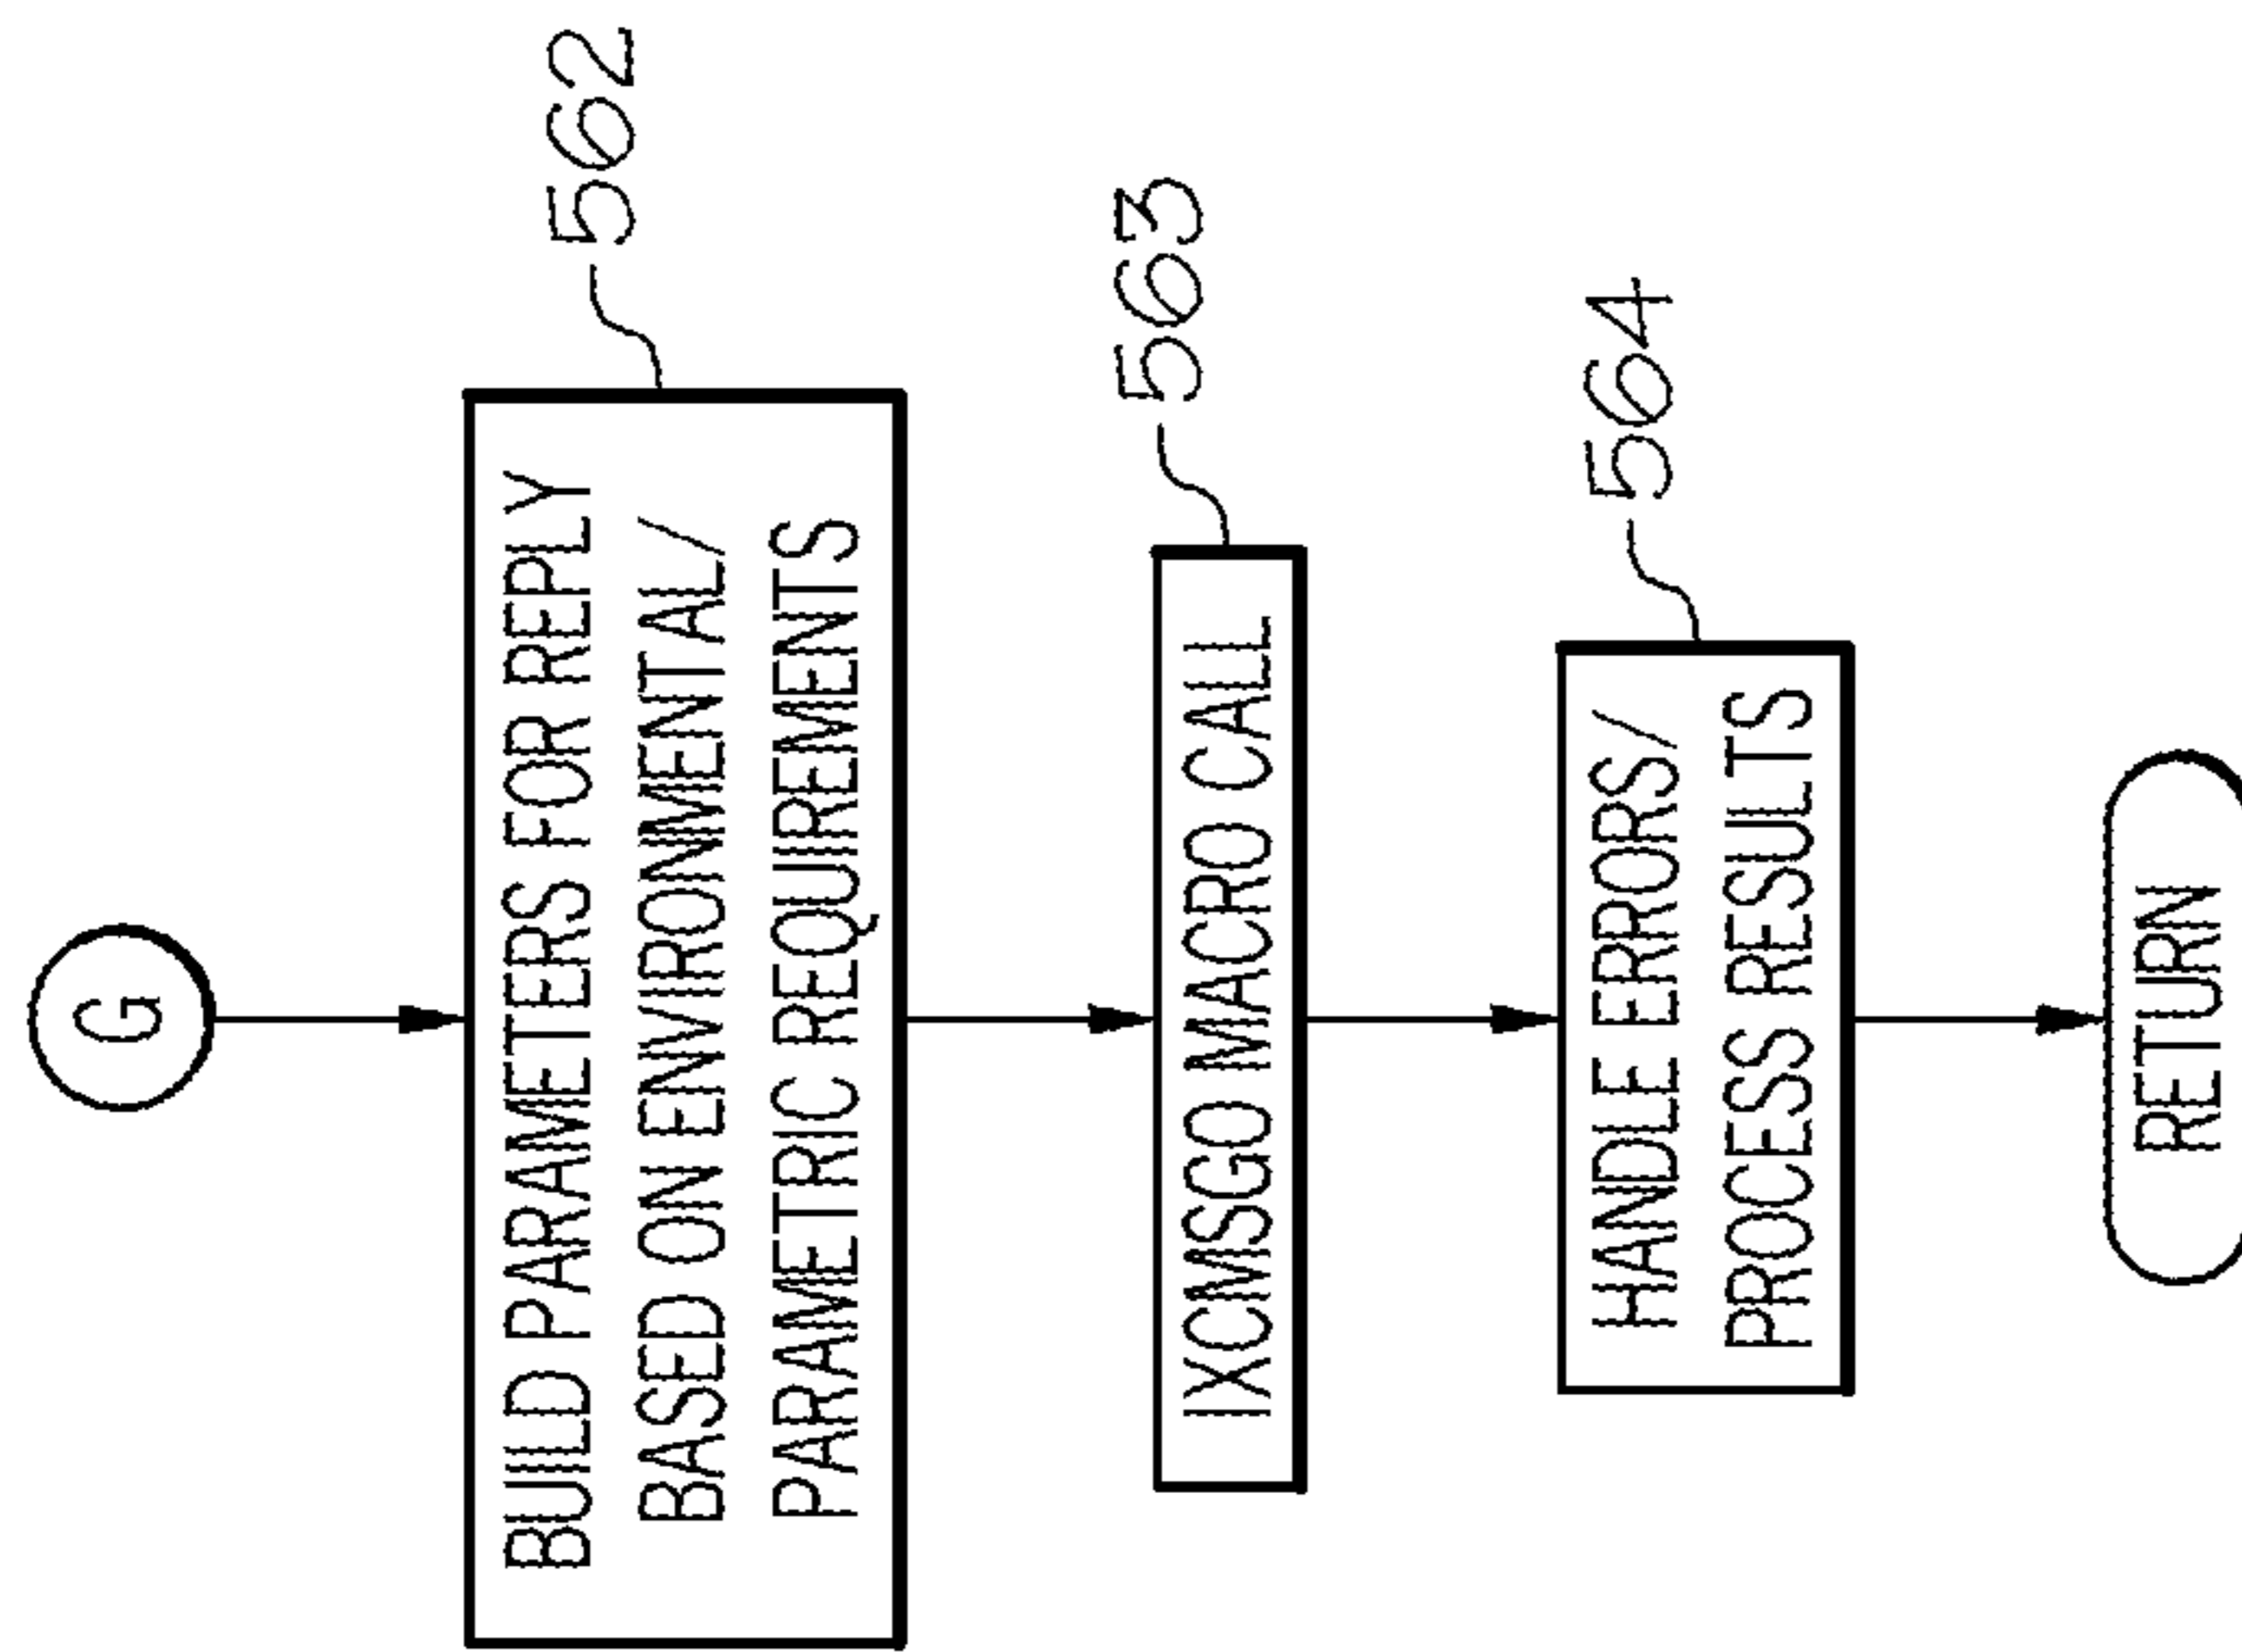 G
BUILD PARAMETERS FOR REPLY
BASED ON ENVIRONMENTAL/
PARAMETRIC REQUIREMENTS
562
IXCMSGO MACRO CALL
563
HANDLE ERRORS/
PROCESS RESULTS
564
RETURN